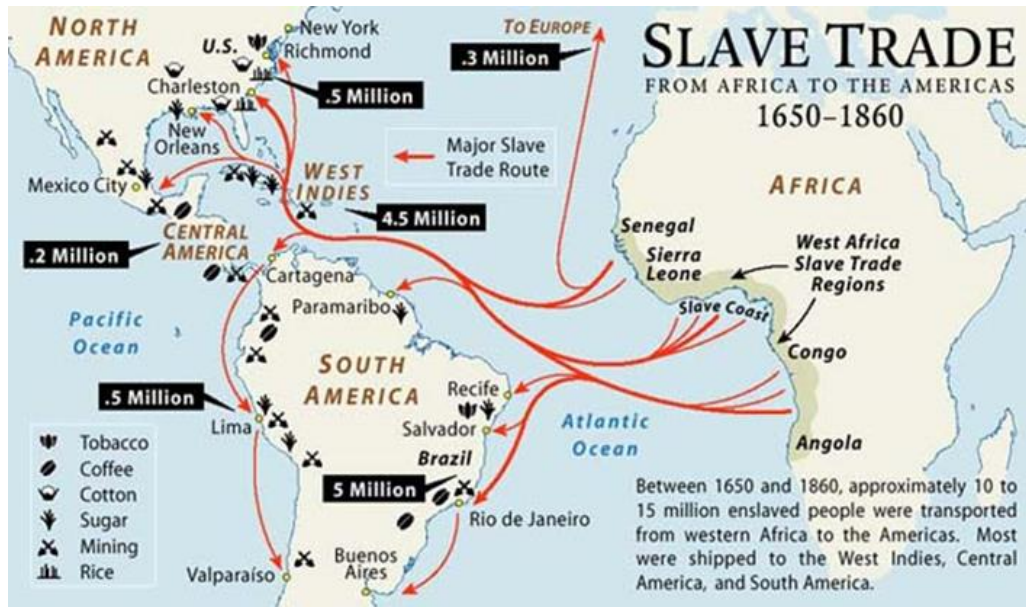 SLAVE TRADE
FROM AFRICA TO THE AMERICAS
1650–1860
NORTH
AMERICA
U.S.
New York
Richmond
Charleston
.5 Million
New
Orleans
Mexico City
WEST
INDIES
4.5 Million
CENTRAL
AMERICA
.2 Million
TO EUROPE
.3 Million
Major Slave
Trade Route
AFRICA
Senegal
Sierra
Leone
West Africa
Slave Trade
Regions
Slave Coast
Congo
Angola
Cartagena
Paramaribo
Pacific
Ocean
SOUTH
AMERICA
Recife
Salvador
Brazil
Atlantic
Ocean
.5 Million
Lima
5 Million
Rio de Janeiro
Buenos
Aires
Valparaíso
Tobacco
Coffee
Cotton
Sugar
Mining
Rice
Between 1650 and 1860, approximately 10 to
15 million enslaved people were transported
from western Africa to the Americas. Most
were shipped to the West Indies, Central
America, and South America.